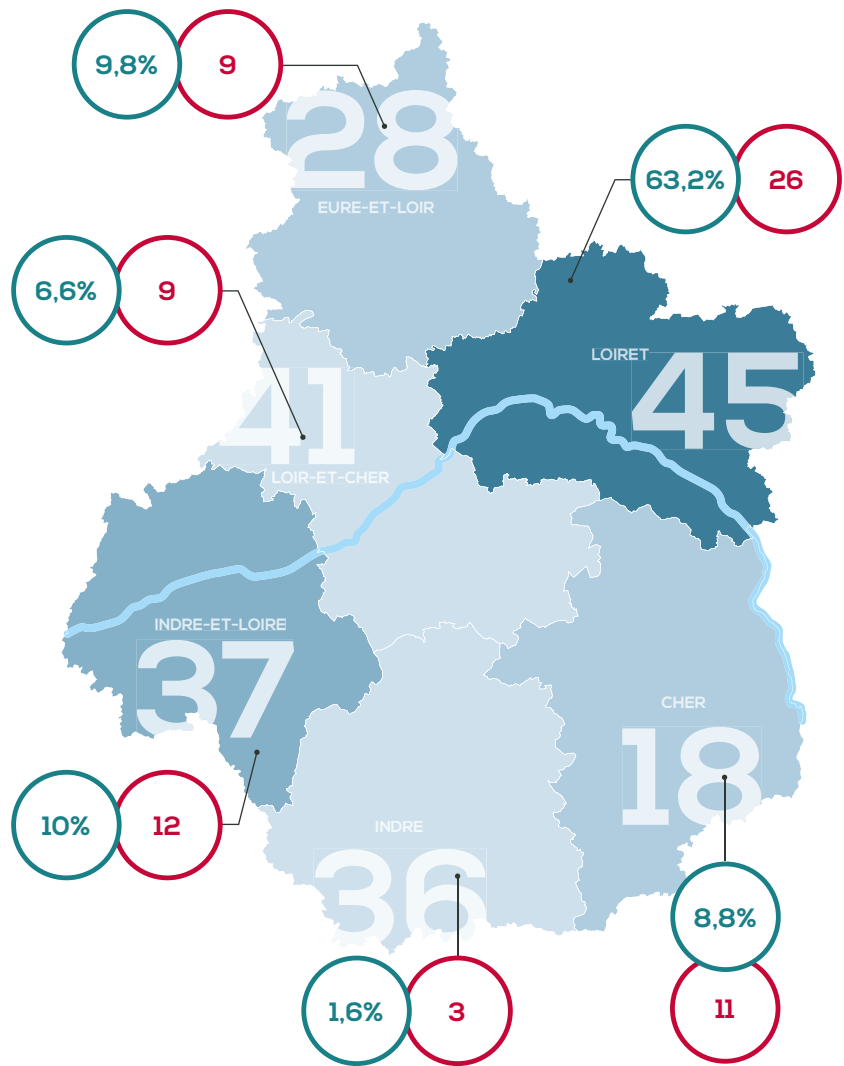 9,8% 9
28
EURE-ET-LOIR
63,2% 26
6,6% 9
LOIRET
45
41
LOIR-ET-CHER
INDRE-ET-LOIRE
37
CHER
18
10% 12
INDRE
36
8,8%
11
1,6% 3